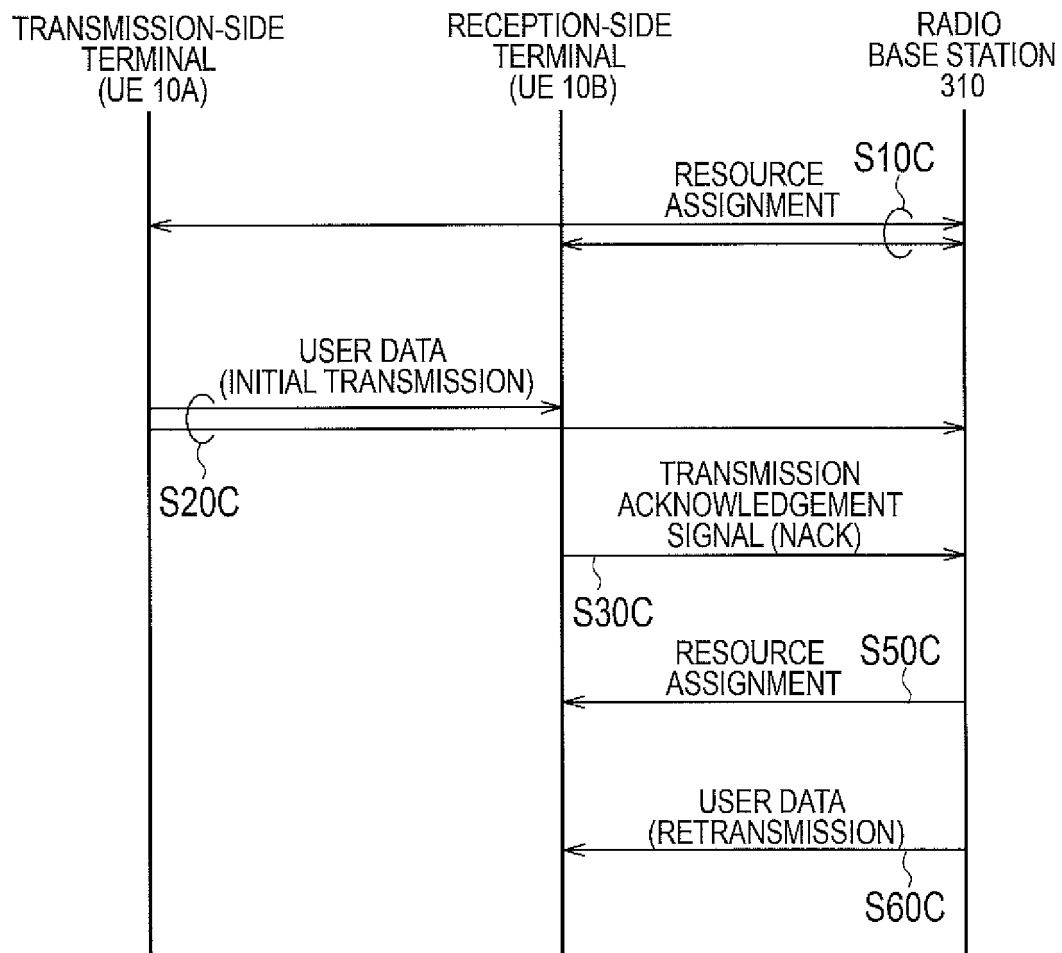 TRANSMISSION-SIDE
TERMINAL
(UE 10A)
RECEPTION-SIDE
TERMINAL
(UE 10B)
RADIO
BASE STATION
310
S10C
RESOURCE
ASSIGNMENT
USER DATA
(INITIAL TRANSMISSION)
S20C
TRANSMISSION
ACKNOWLEDGEMENT
SIGNAL (NACK)
S30C
RESOURCE
ASSIGNMENT
S50C
USER DATA
(RETRANSMISSION)
S60C